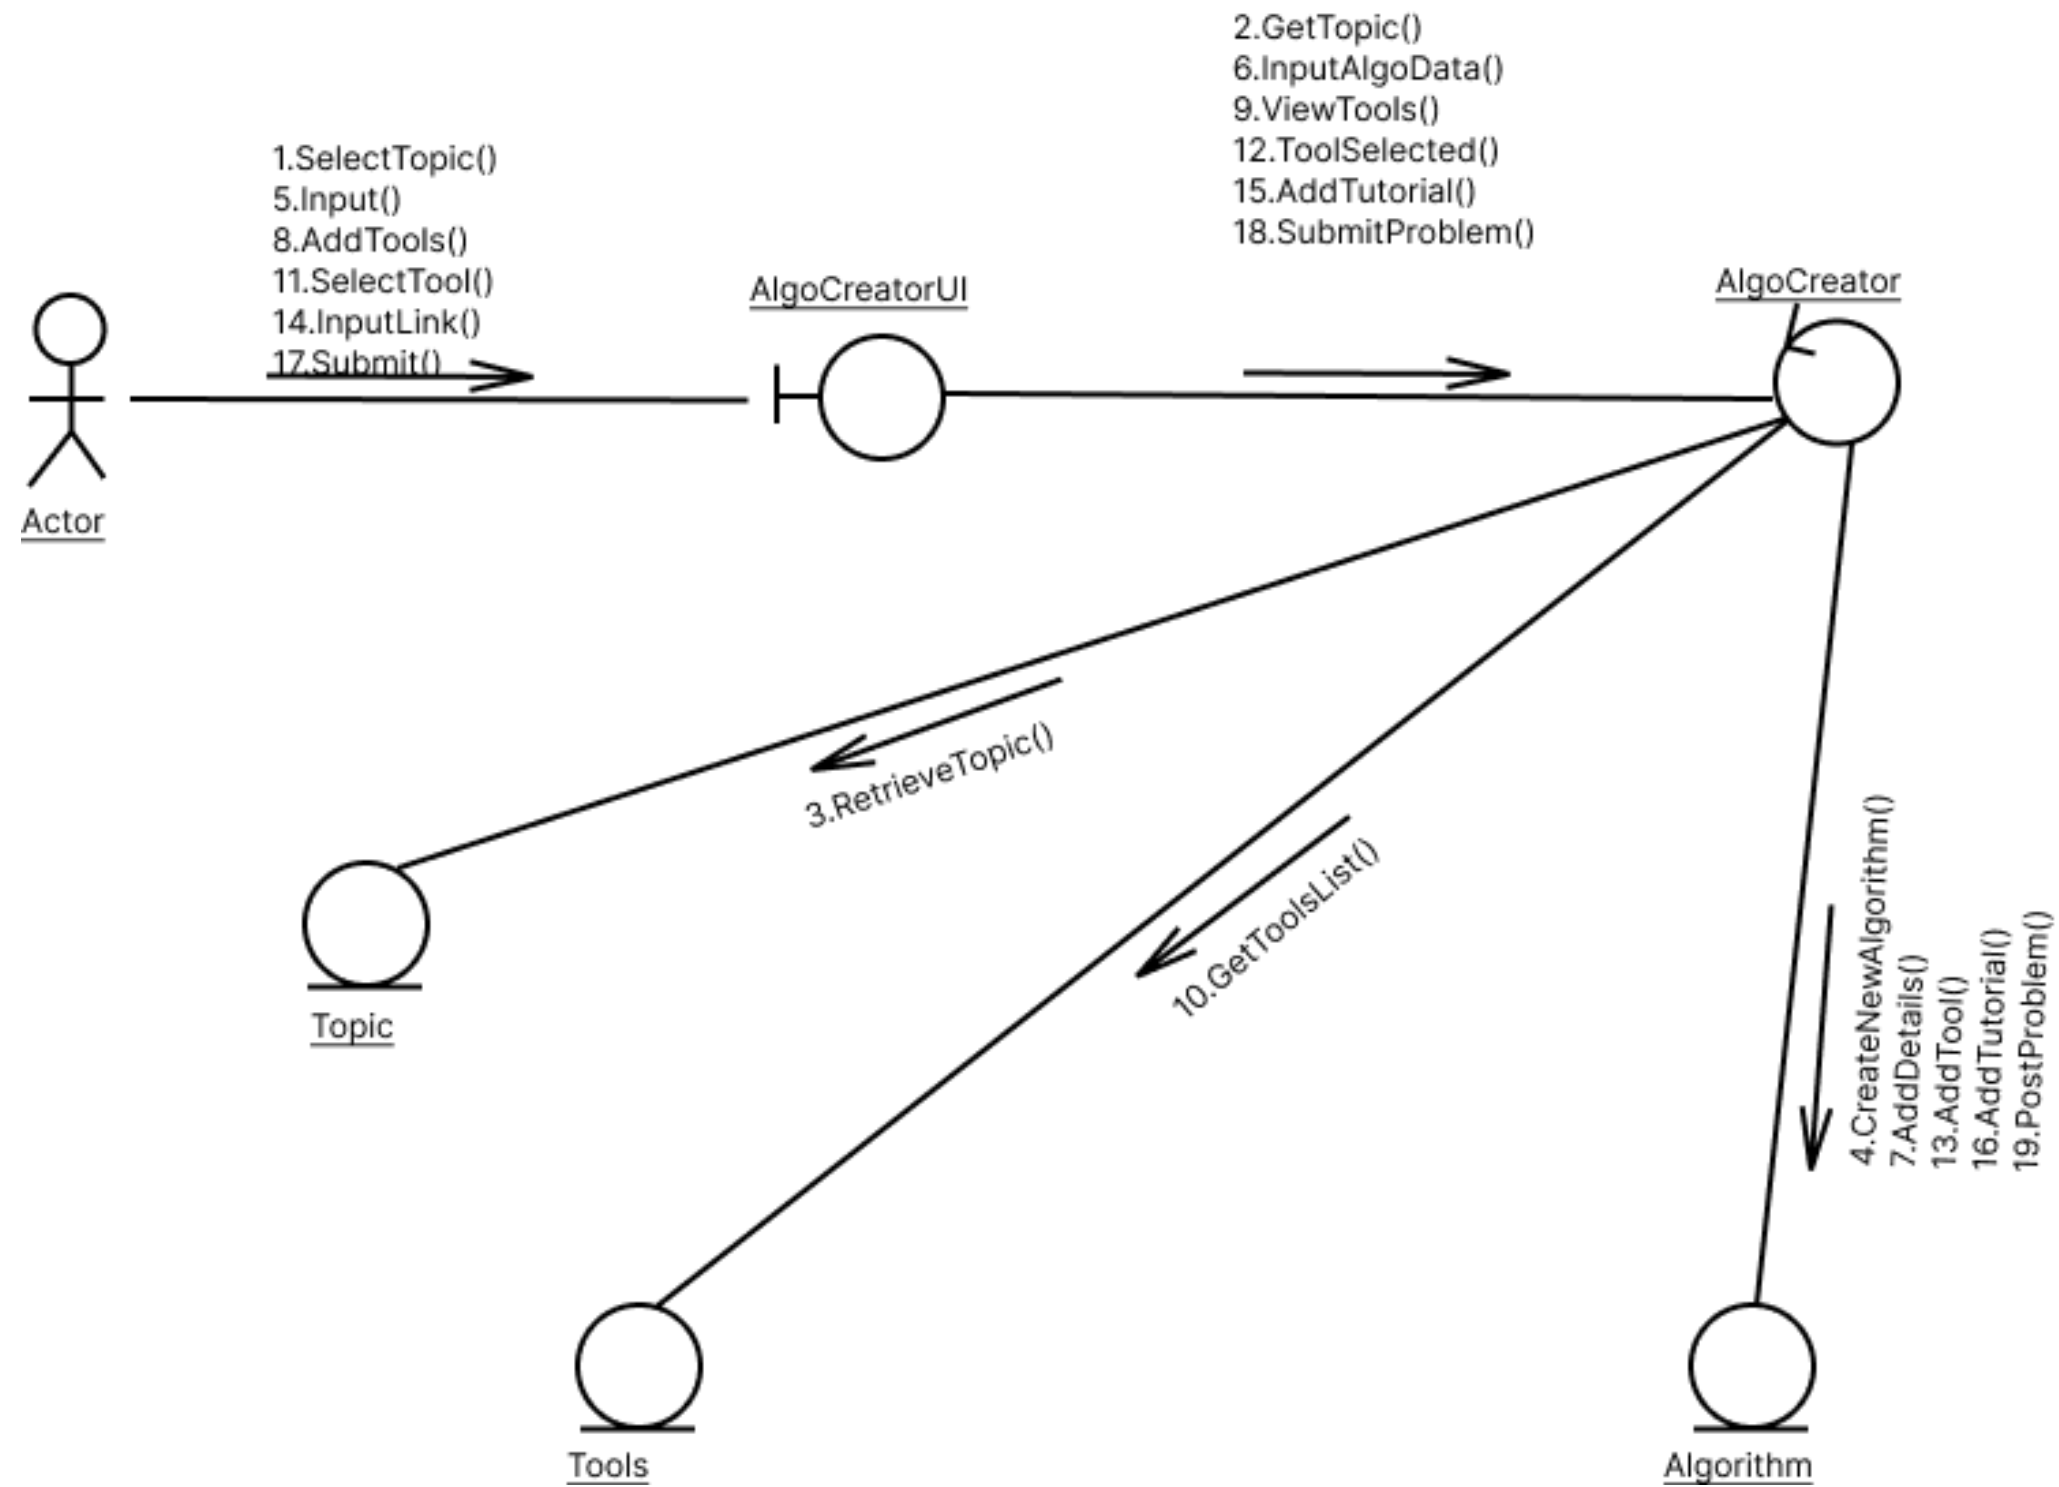 2.GetTopic()
6.InputAlgoData()
9.ViewTools()
12.ToolSelected()
15.AddTutorial()
18.SubmitProblem()
1.SelectTopic()
5.Input()
8.AddTools()
11.SelectTool()
14.InputLink()
17.Submit()
AlgoCreatorUI
AlgoCreator
Actor
3.RetrieveTopic()
10.GetToolsList()
4.CreateNewAlgorithm()
7.AddDetails()
13.AddTool()
16.AddTutorial()
19.PostProblem()
Topic
Tools
Algorithm